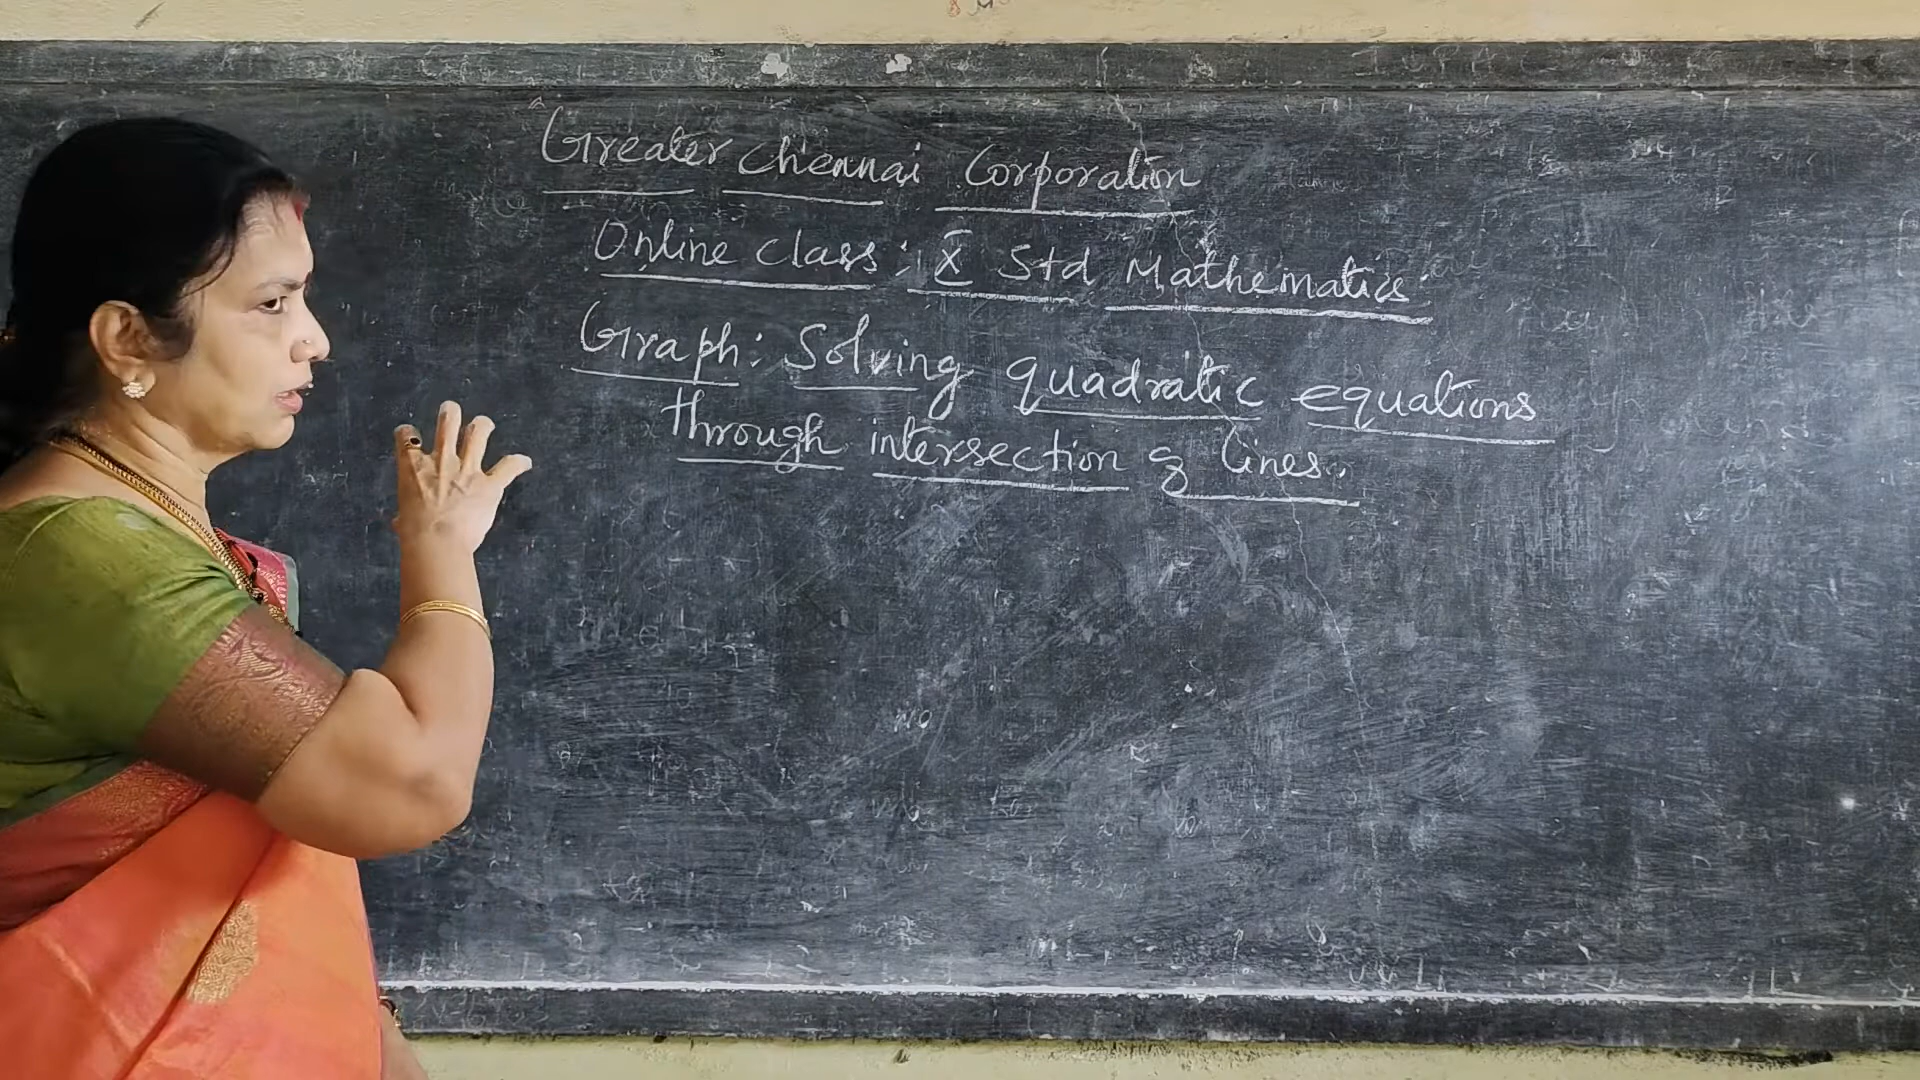 Greater Chennai Corporation
Online class: X Std Mathematics
Graph: Solving quadratic equations
through intersection of lines.